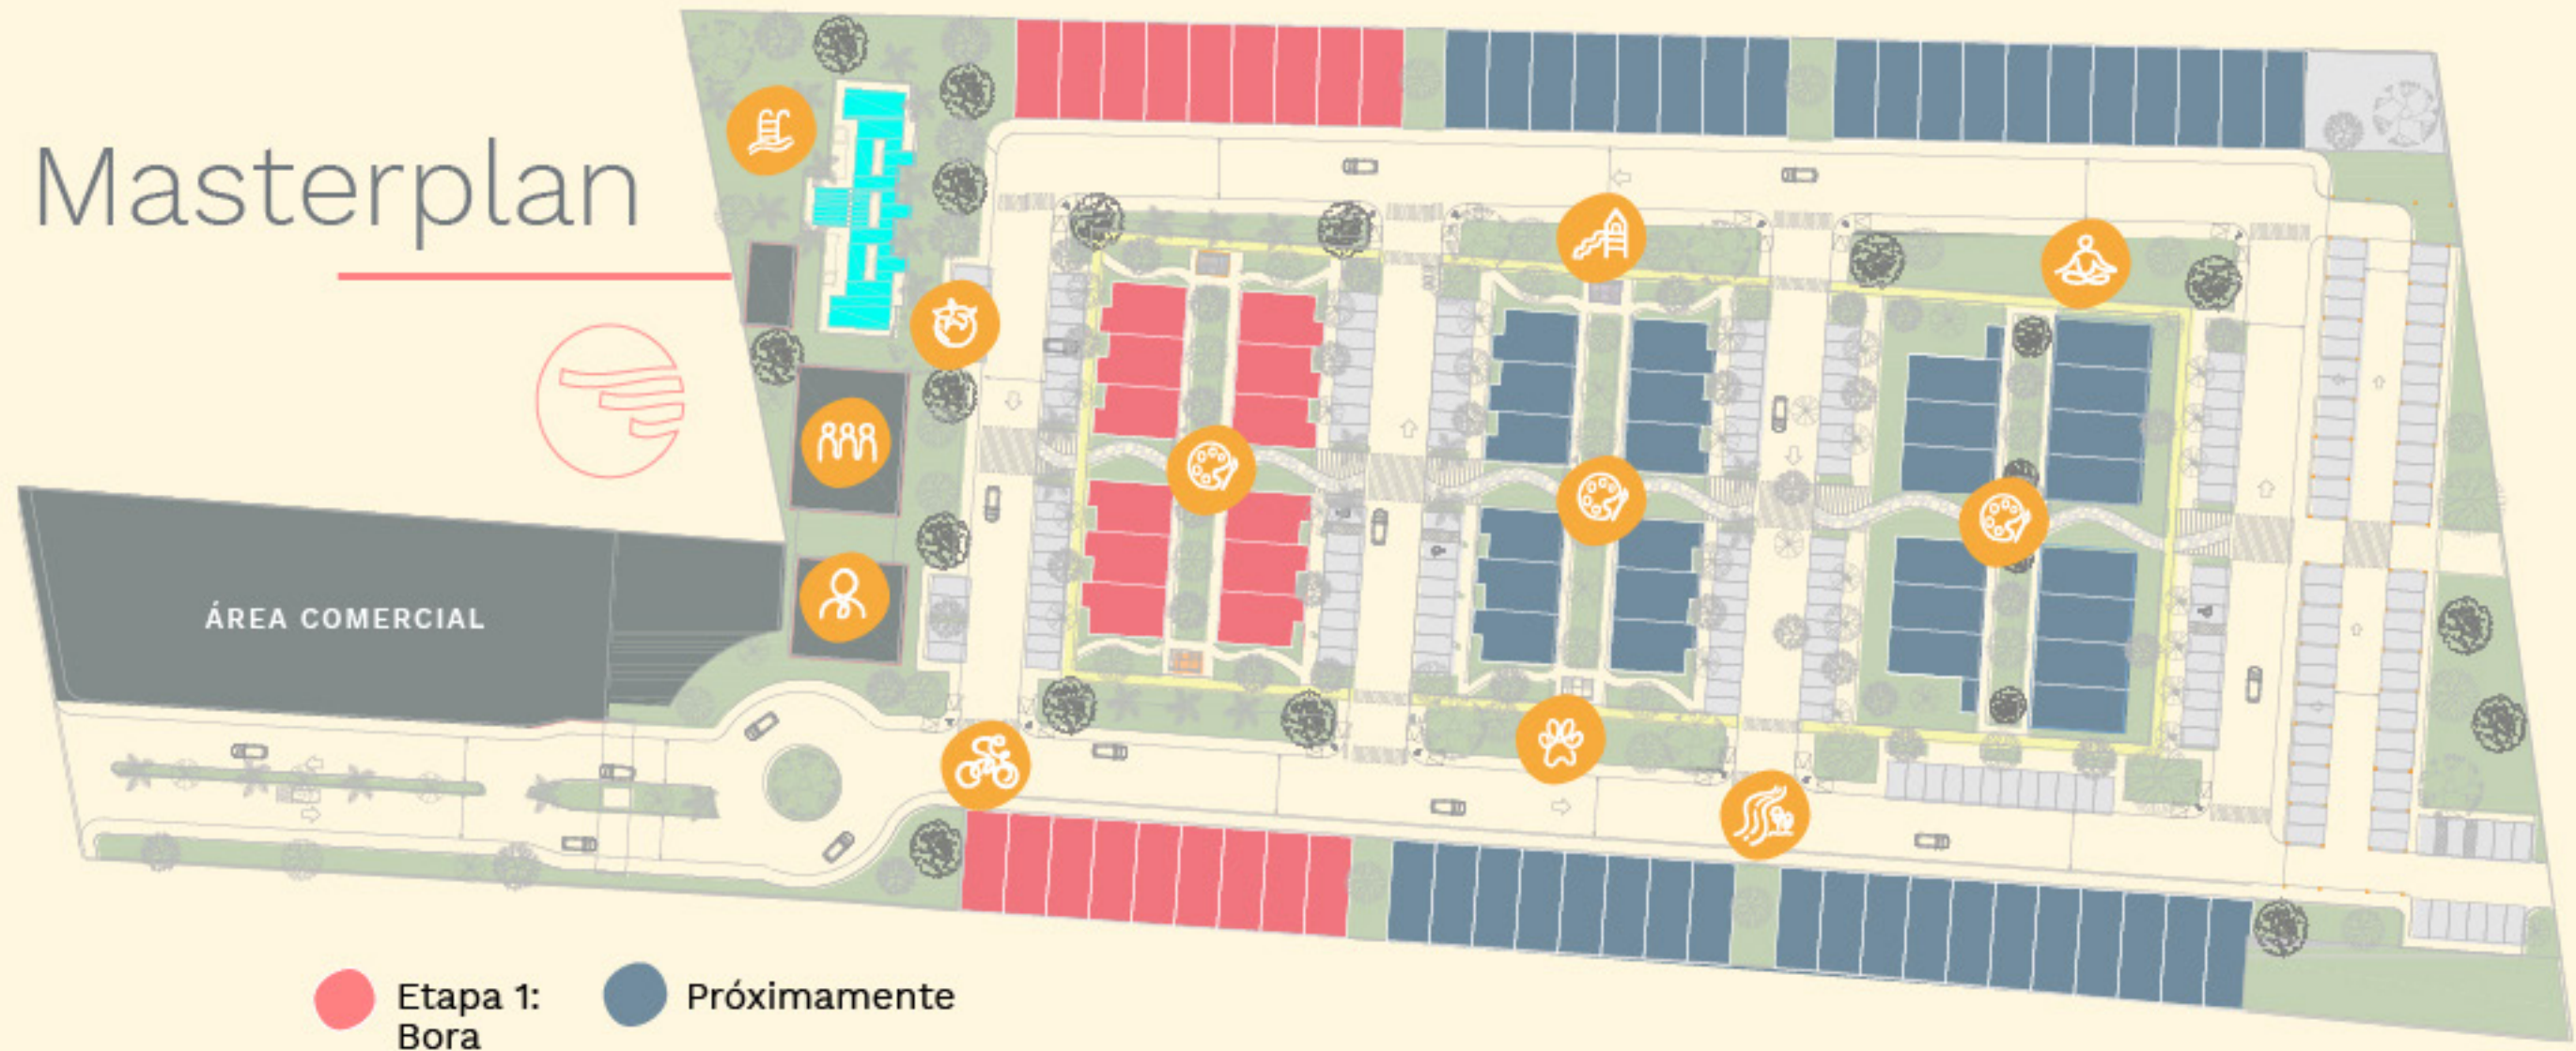 Masterplan
ÁREA COMERCIAL
Etapa 1:
Bora
Próximamente